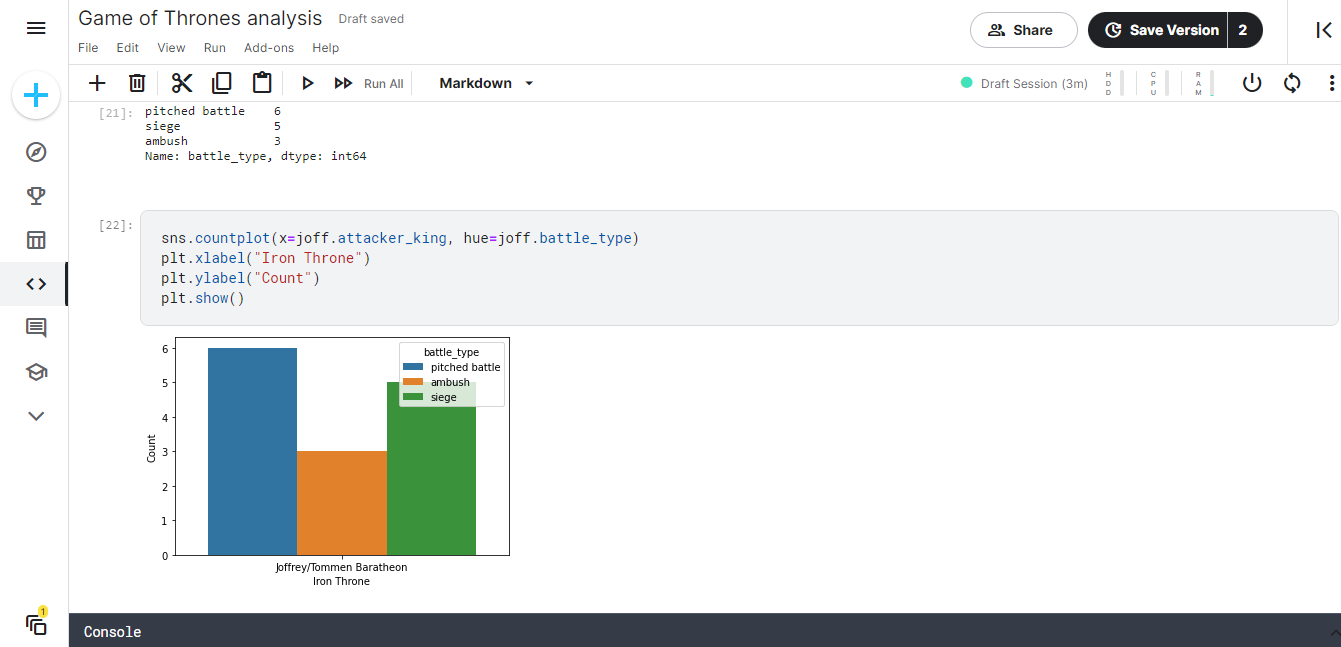 Game of Thrones analysis Draft saved
File Edit View Run Add-ons Help
Share
Save Version 2
Run All
Markdown
Draft Session (3m)
HDD
CPU
RAM
[21]:
pitched battle 6
siege 5
ambush 3
Name: battle_type, dtype: int64
[22]:
sns.countplot(x=joff.attacker_king, hue=joff.battle_type)
plt.xlabel("Iron Throne")
plt.ylabel("Count")
plt.show()
battle_type
pitched battle
ambush
siege
6
5
4
3
2
1
0
Count
Joffrey/Tommen Baratheon
Iron Throne
1
Console